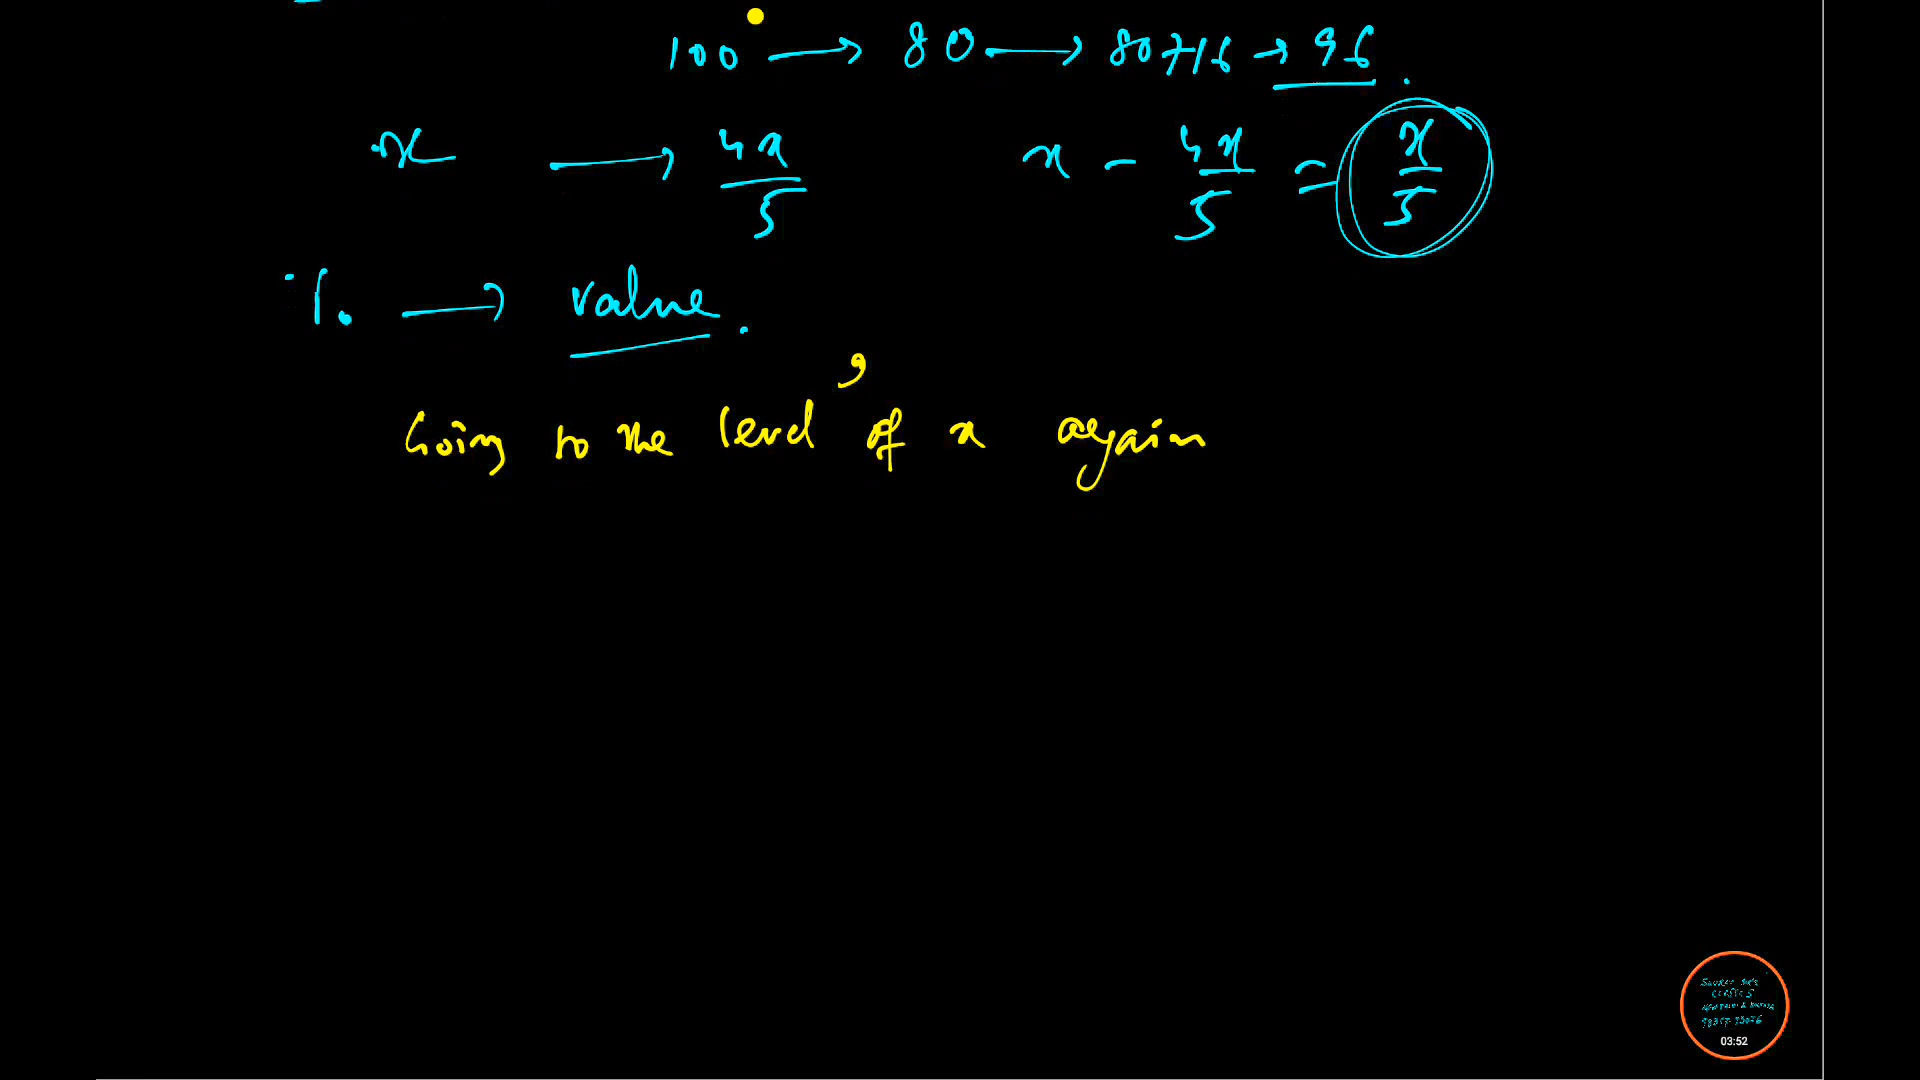 100 → 80 → 80+16 → 96.
x → 4x/5 x - 4x/5 = x/5
% → value.
Going to the level of x again
03:52